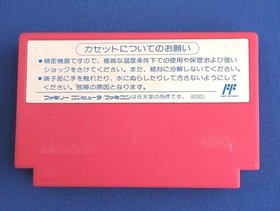 カセットについてのお願い
●精密機器ですので、極端な温度条件下での使用や保管および強い
ショックをさけてください。また、絶対に分解しないでください。
●端子部に手を触れたり、水にぬらしたりして汚さないようにして
ください。故障の原因となります。
ファミリーコンピュータ ファミコンは任天堂の商標です。